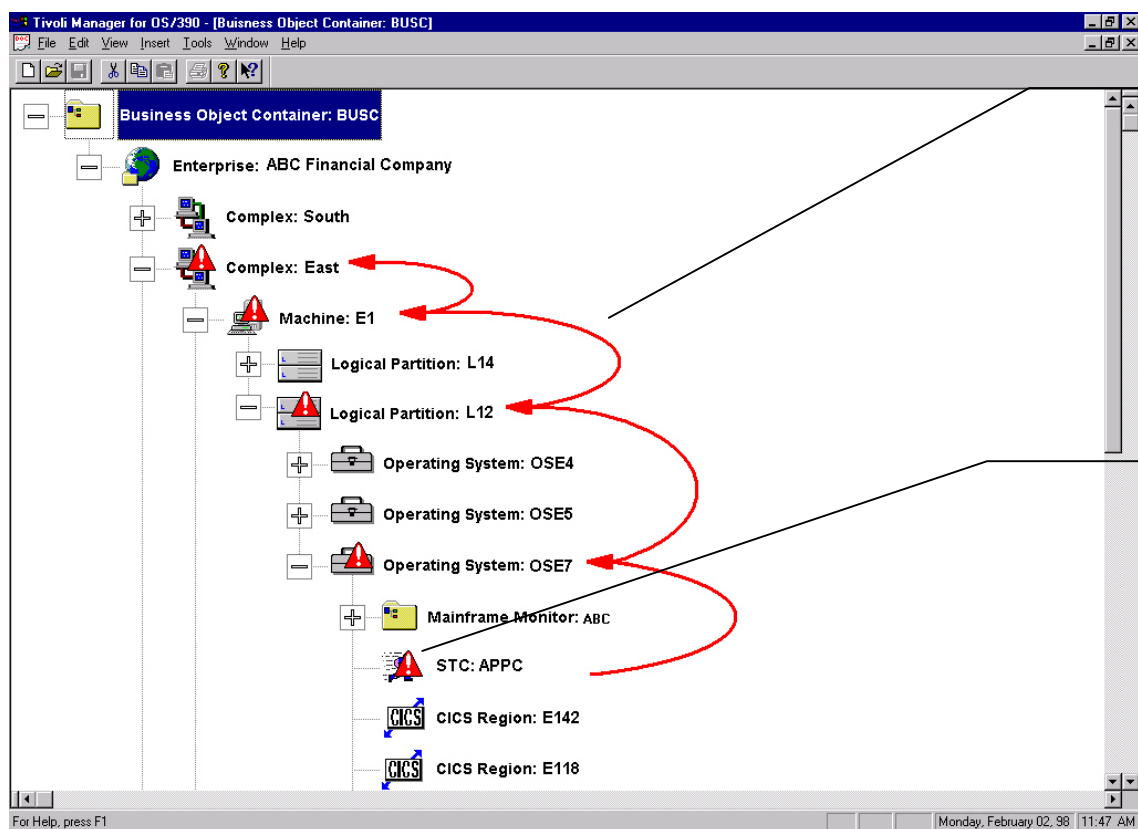 Tivoli Manager for OS/390 - [Buisness Object Container: BUSC]
File Edit View Insert Tools Window Help
Business Object Container: BUSC
Enterprise: ABC Financial Company
Complex: South
Complex: East
Machine: E1
Logical Partition: L14
Logical Partition: L12
Operating System: OSE4
Operating System: OSE5
Operating System: OSE7
Mainframe Monitor: ABC
STC: APPC
CICS
CICS Region: E142
CICS
CICS Region: E118
For Help, press F1
Monday, February 02, 98 11:47 AM